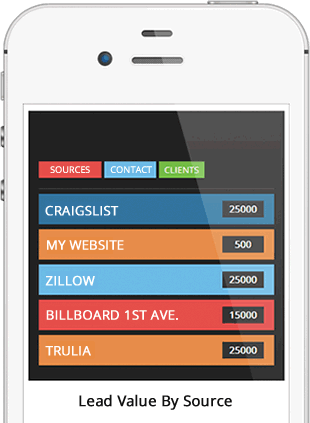 SOURCES CONTACT CLIENTS
CRAIGSLIST 25000
MY WEBSITE 500
ZILLOW 25000
BILLBOARD 1ST AVE. 15000
TRULIA 25000
Lead Value By Source